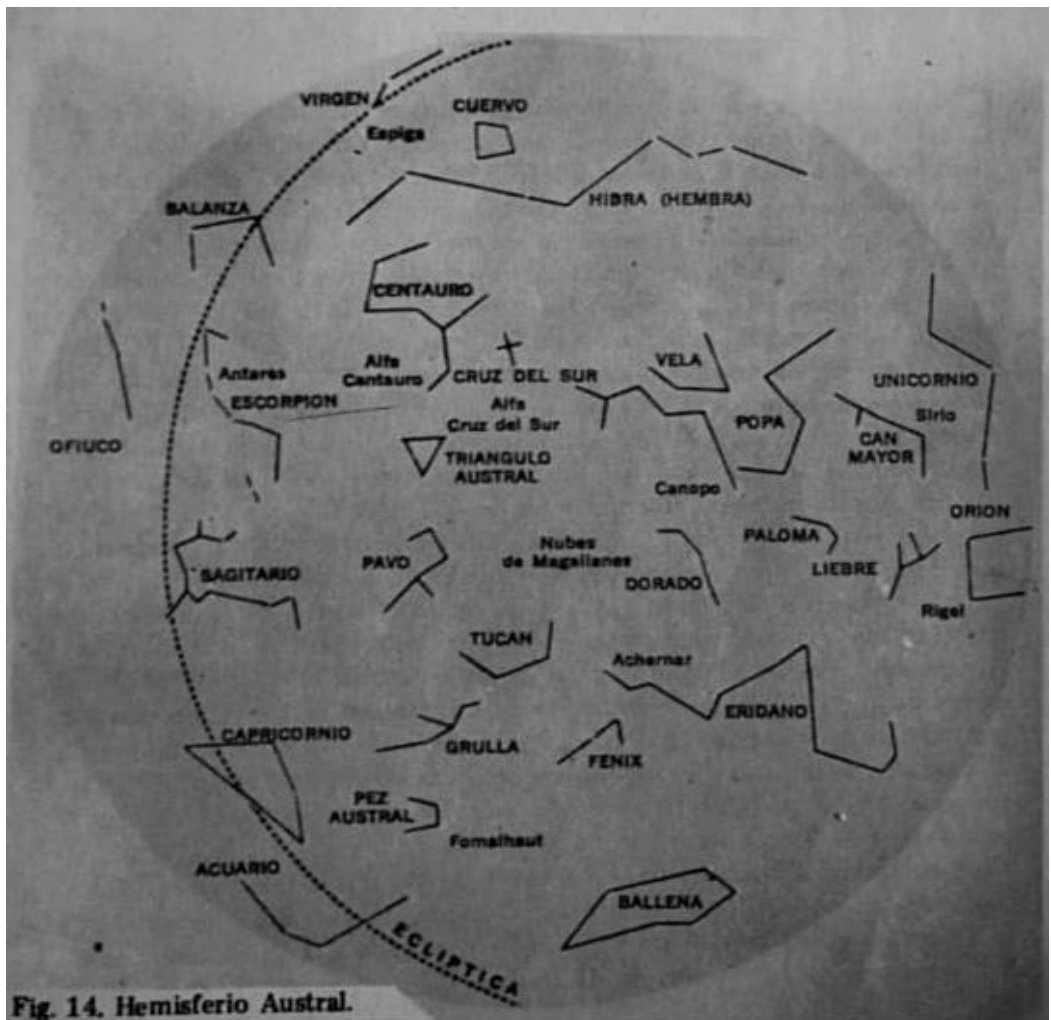 VIRGEN
CUERVO
Espiga
BALANZA
HIDRA (HEMBRA)
CENTAURO
Antares
Alfa
Centauro
CRUZ DEL SUR
VELA
UNICORNIO
ESCORPION
Alfa
Cruz del Sur
POPA
Sirio
CAN
MAYOR
OFIUCO
TRIANGULO
AUSTRAL
Canopo
ORION
SAGITARIO
PAVO
Nubes
de Magallanes
DORADO
PALOMA
LIEBRE
Rigel
TUCAN
Achernar
ERIDANO
CAPRICORNIO
GRULLA
FENIX
PEZ
AUSTRAL
Fomalhaut
ACUARIO
BALLENA
ECLIPTICA
Fig. 14. Hemisferio Austral.